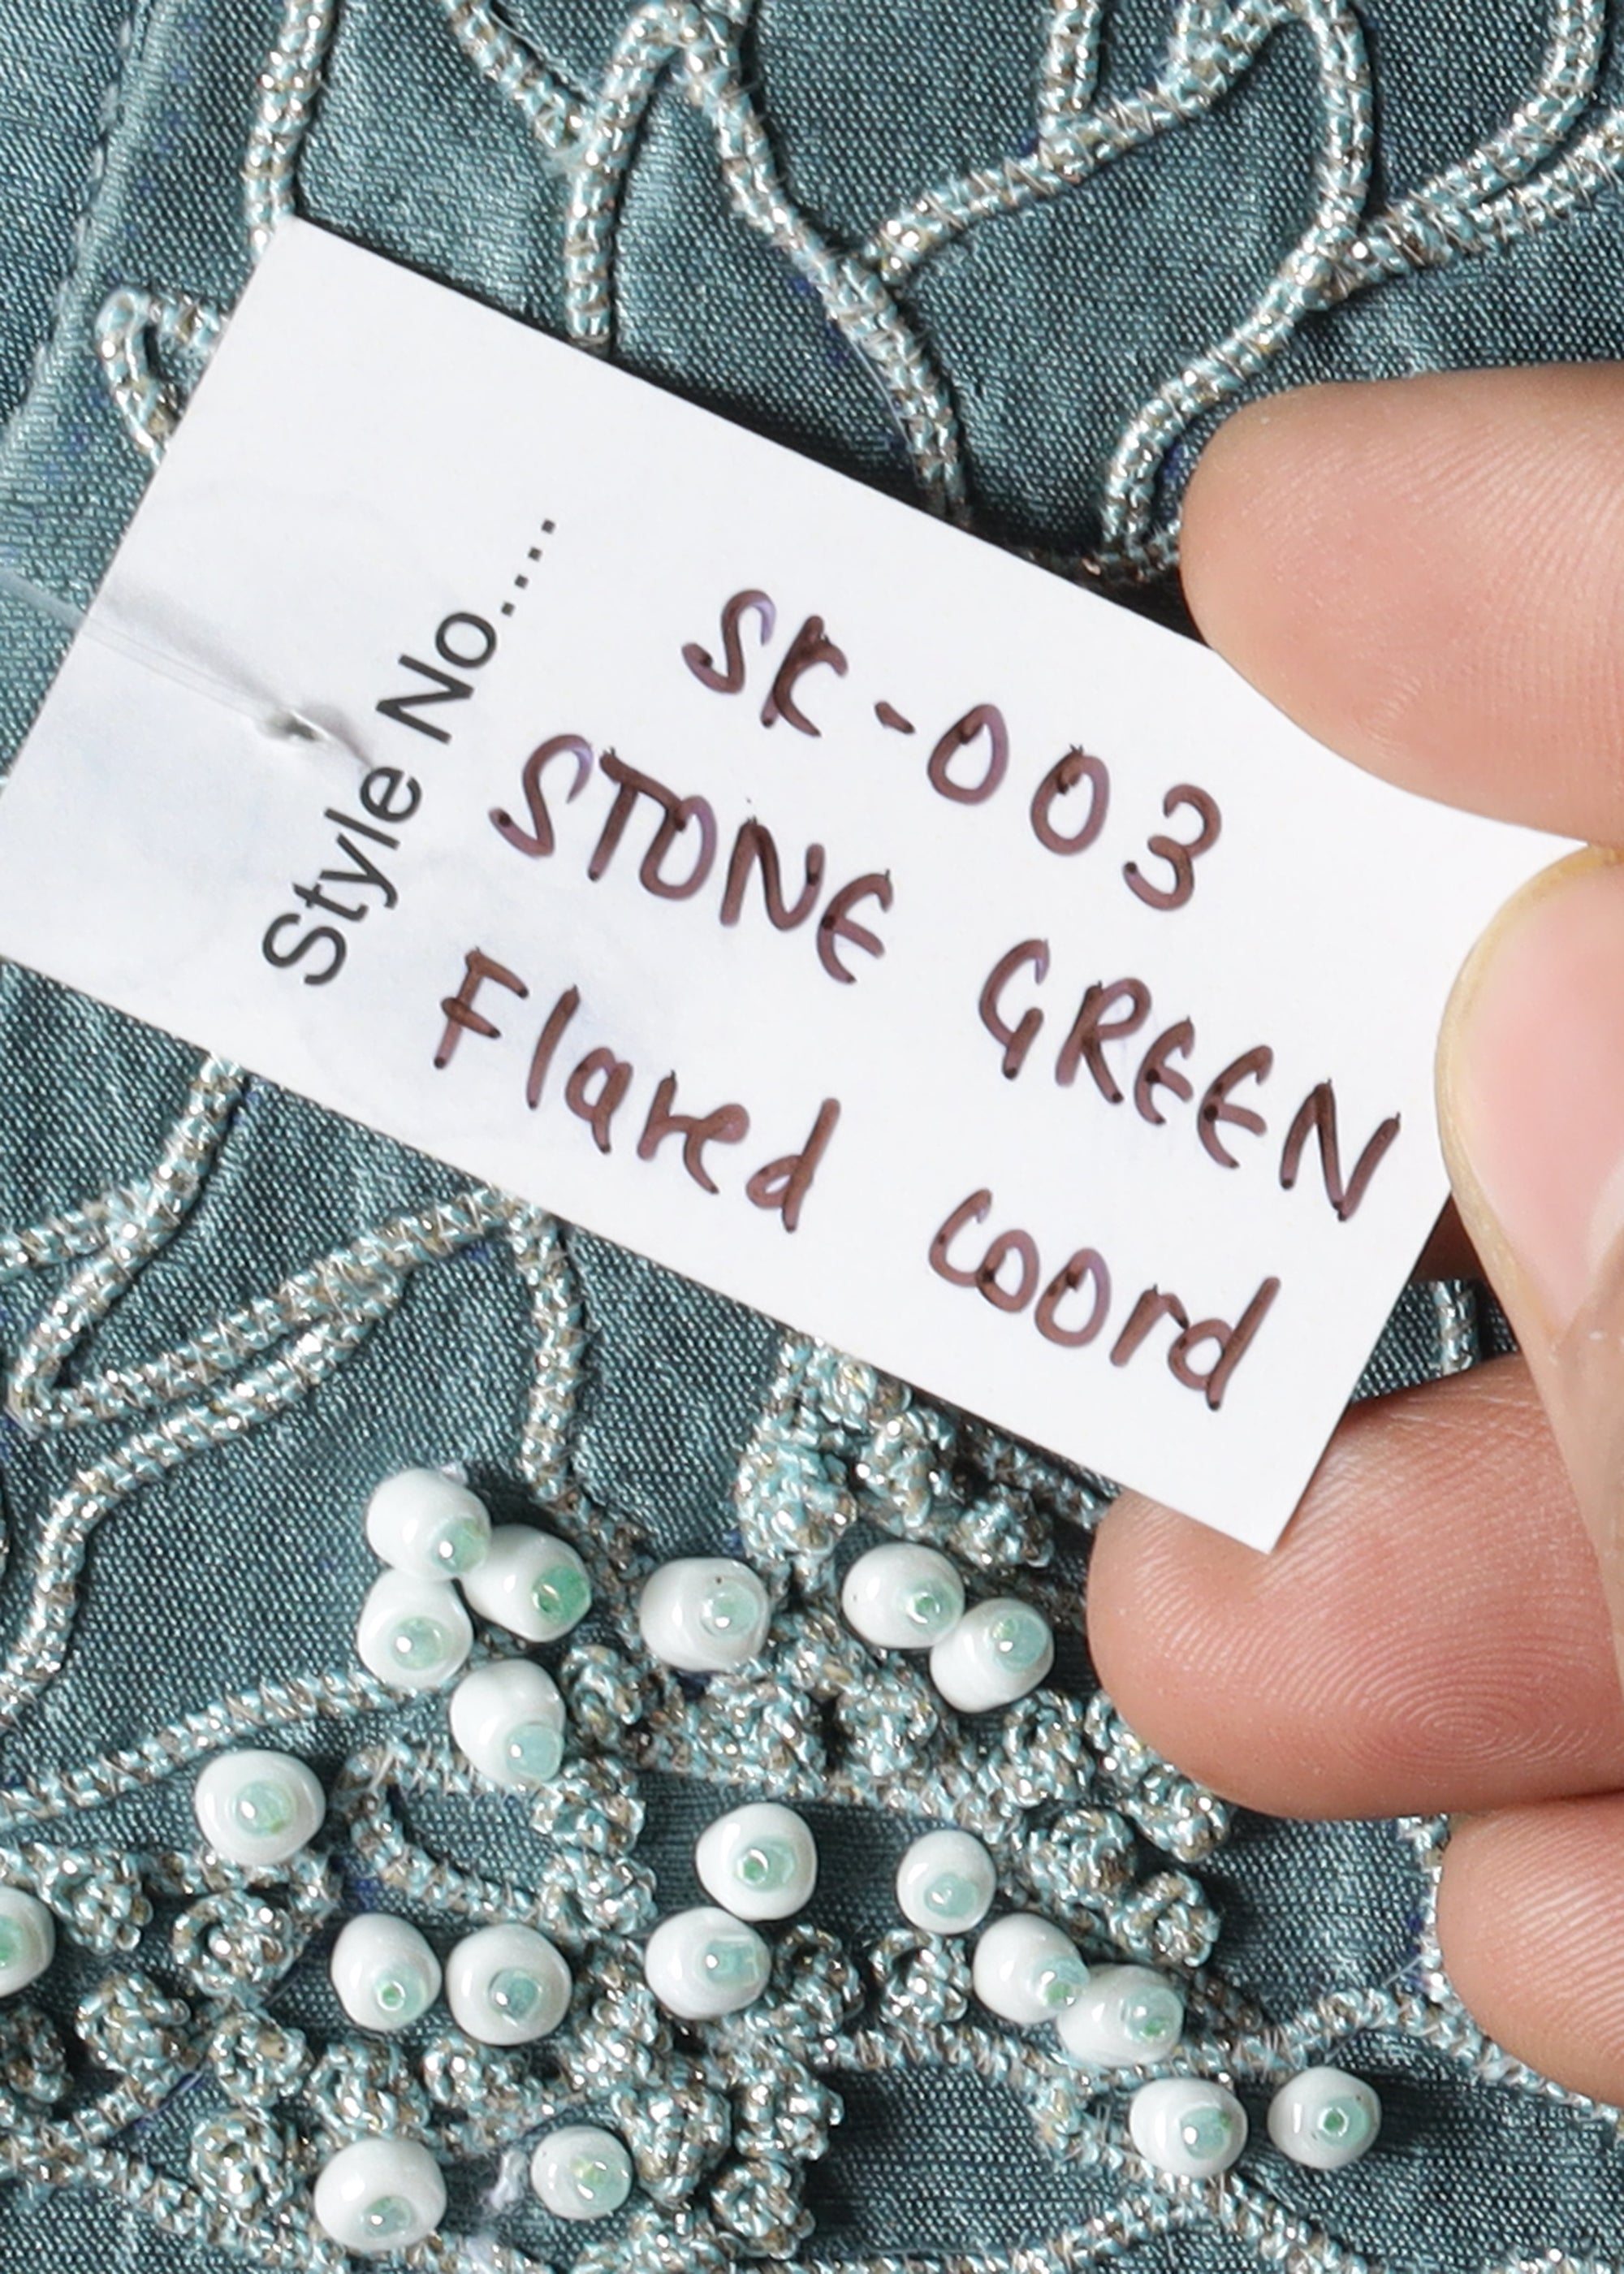 Style No.....
SK-003
STONE GREEN
Flared coord